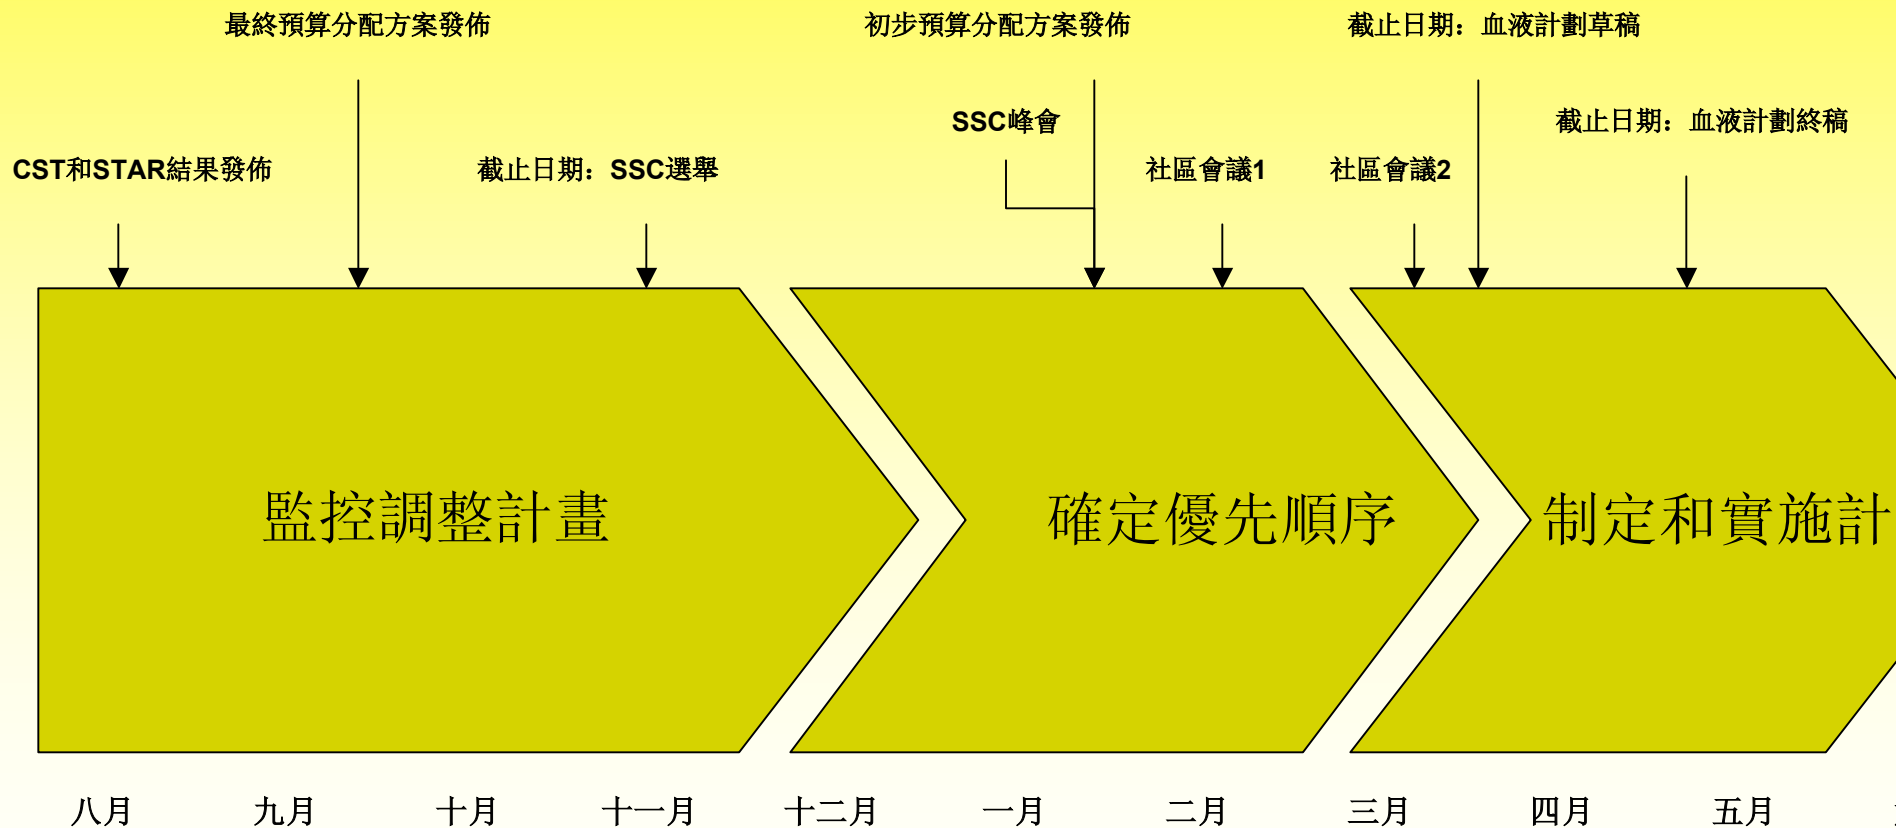 最終預算分配方案發佈
初步預算分配方案發佈
截止日期：血液計劃草稿
SSC峰會
截止日期：血液計劃終稿
CST和STAR結果發佈
截止日期：SSC選舉
社區會議1
社區會議2
監控調整計畫
確定優先順序
制定和實施計
八月
九月
十月
十一月
十二月
一月
二月
三月
四月
五月